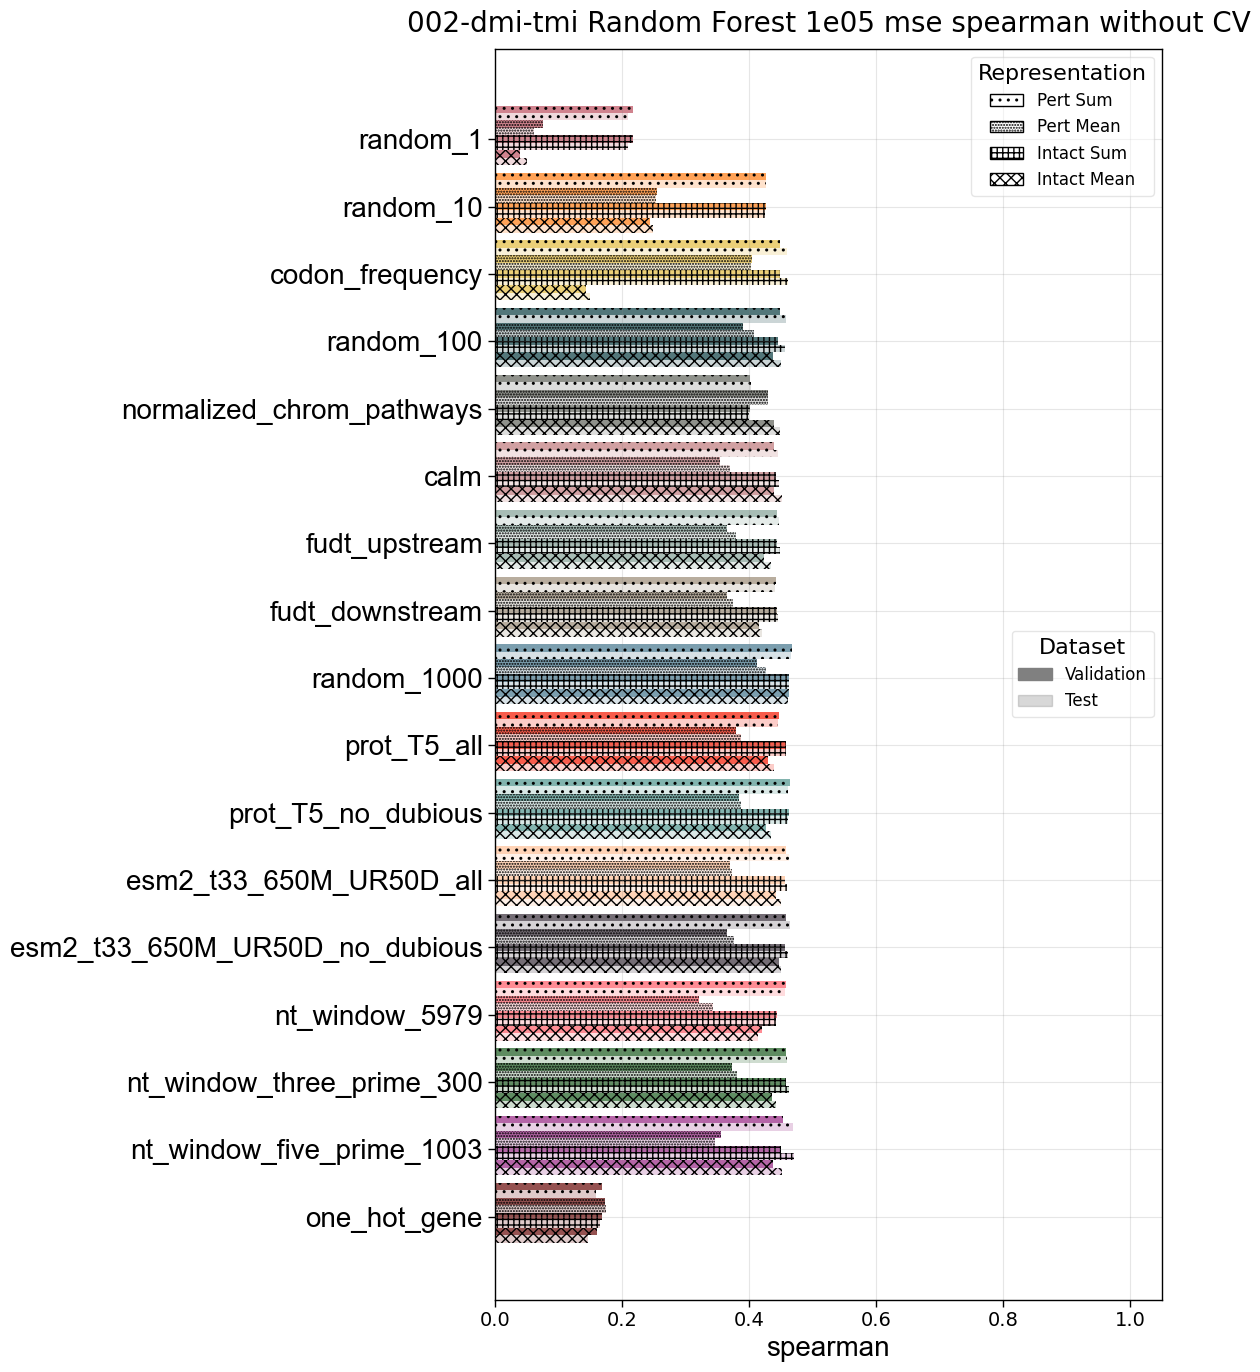 002-dmi-tmi Random Forest 1e05 mse spearman without CV
Representation
Pert Sum
Pert Mean
Intact Sum
Intact Mean
random_1
random_10
codon_frequency
random_100
normalized_chrom_pathways
calm
fudt_upstream
fudt_downstream
Dataset
Validation
Test
random_1000
prot_T5_all
prot_T5_no_dubious
esm2_t33_650M_UR50D_all
esm2_t33_650M_UR50D_no_dubious
nt_window_5979
nt_window_three_prime_300
nt_window_five_prime_1003
one_hot_gene
0.0 0.2 0.4 0.6 0.8 1.0
spearman